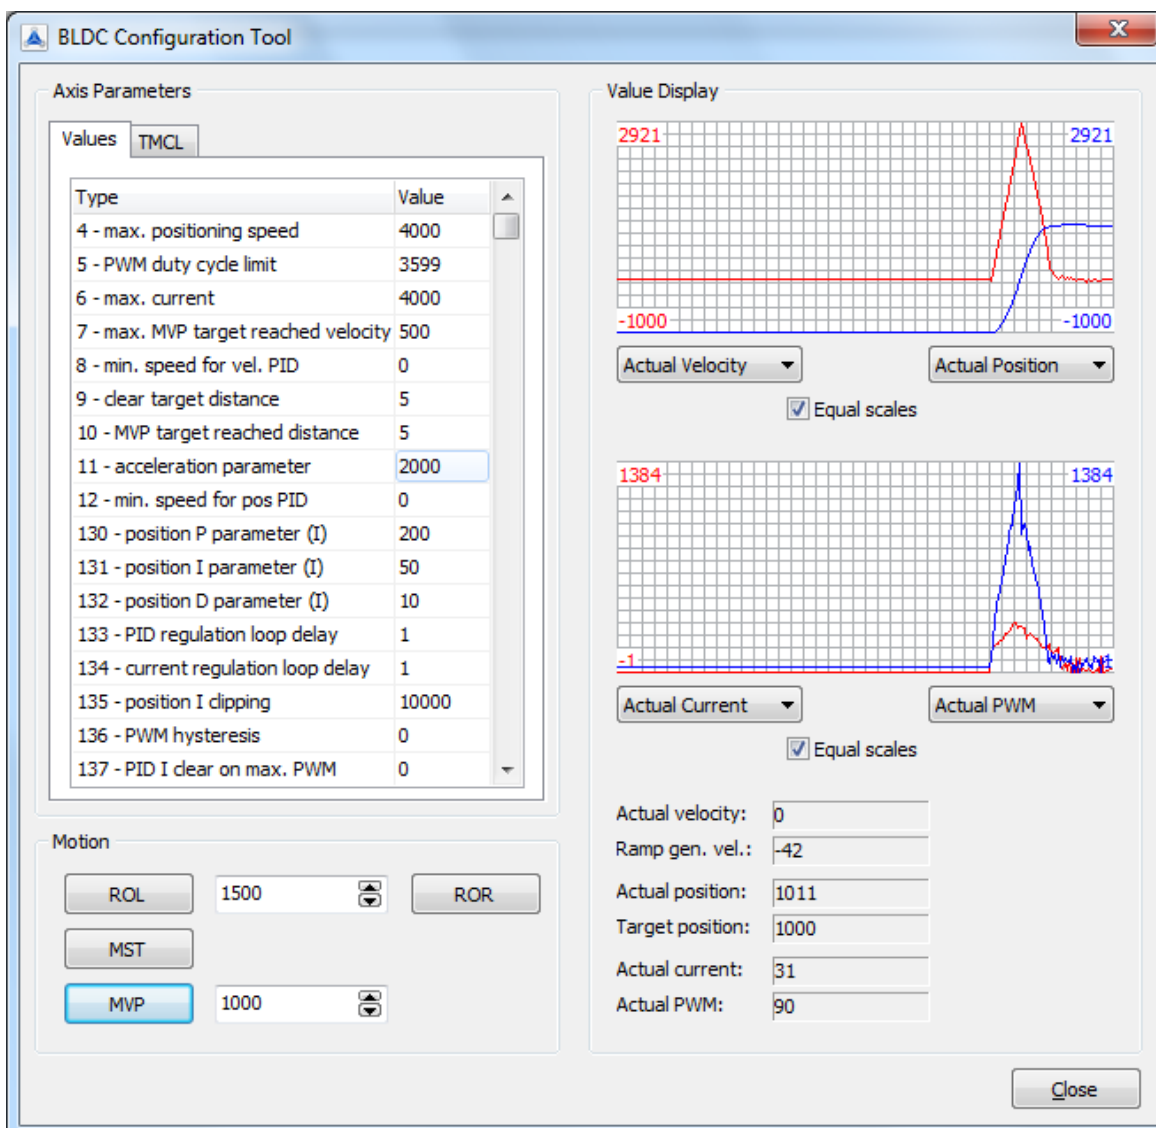 BLDC Configuration Tool
Axis Parameters
Values TMCL
Type Value
4 - max. positioning speed 4000
5 - PWM duty cycle limit 3599
6 - max. current 4000
7 - max. MVP target reached velocity 500
8 - min. speed for vel. PID 0
9 - clear target distance 5
10 - MVP target reached distance 5
11 - acceleration parameter 2000
12 - min. speed for pos PID 0
130 - position P parameter (I) 200
131 - position I parameter (I) 50
132 - position D parameter (I) 10
133 - PID regulation loop delay 1
134 - current regulation loop delay 1
135 - position I clipping 10000
136 - PWM hysteresis 0
137 - PID I clear on max. PWM 0
Motion
ROL 1500 ROR
MST
MVP 1000
Value Display
2921 2921
-1000 -1000
Actual Velocity Actual Position
Equal scales
1384 1384
-1
Actual Current Actual PWM
Equal scales
Actual velocity: 0
Ramp gen. vel.: -42
Actual position: 1011
Target position: 1000
Actual current: 31
Actual PWM: 90
Close